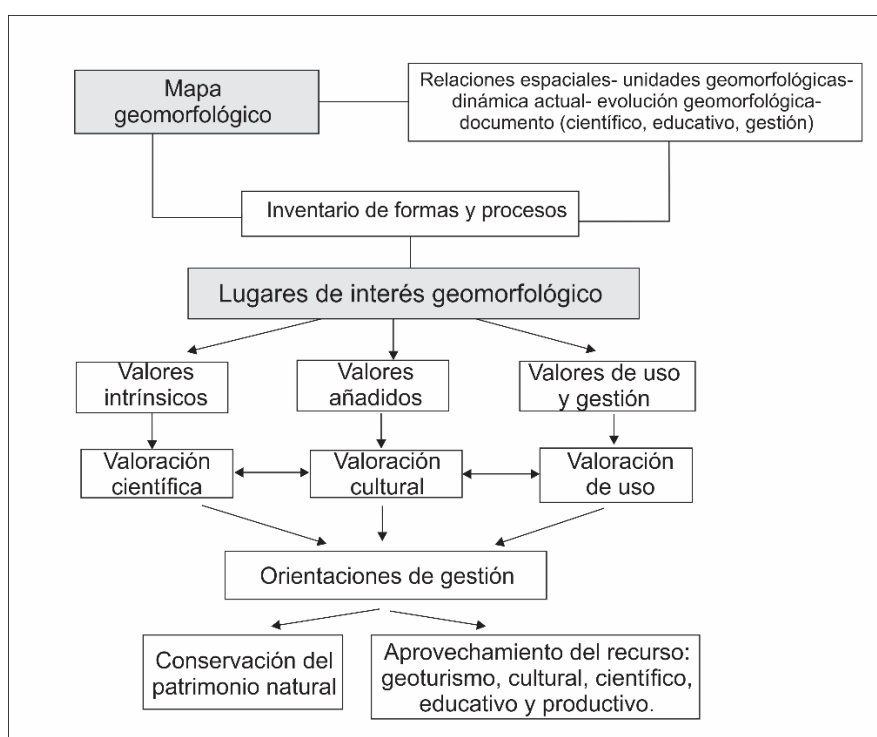 Mapa
geomorfológico
Relaciones espaciales- unidades geomorfológicas-
dinámica actual- evolución geomorfológica-
documento (científico, educativo, gestión)
Inventario de formas y procesos
Lugares de interés geomorfológico
Valores
intrínsicos
Valores
añadidos
Valores de uso
y gestión
Valoración
científica
Valoración
cultural
Valoración
de uso
Orientaciones de gestión
Conservación del
patrimonio natural
Aprovechamiento del recurso:
geoturismo, cultural, científico,
educativo y productivo.